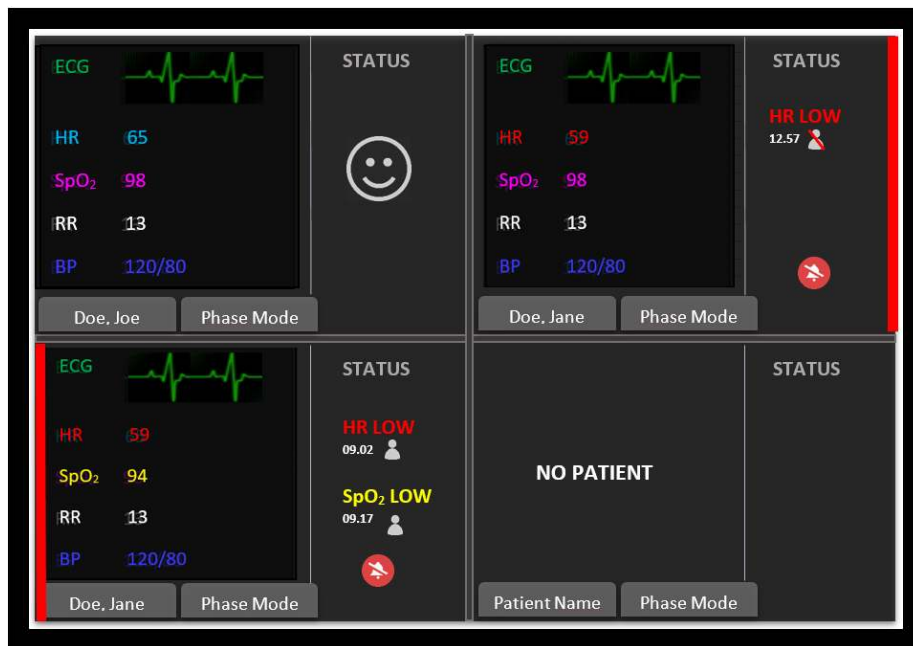 ECG
STATUS
HR 65
SpO₂ 98
RR 13
BP 120/80
Doe, Joe
Phase Mode
ECG
STATUS
HR LOW
12.57
HR 59
SpO₂ 98
RR 13
BP 120/80
Doe, Jane
Phase Mode
ECG
STATUS
HR LOW
09.02
HR 59
SpO₂ 94
SpO₂ LOW
09.17
RR 13
BP 120/80
Doe, Jane
Phase Mode
STATUS
NO PATIENT
Patient Name
Phase Mode